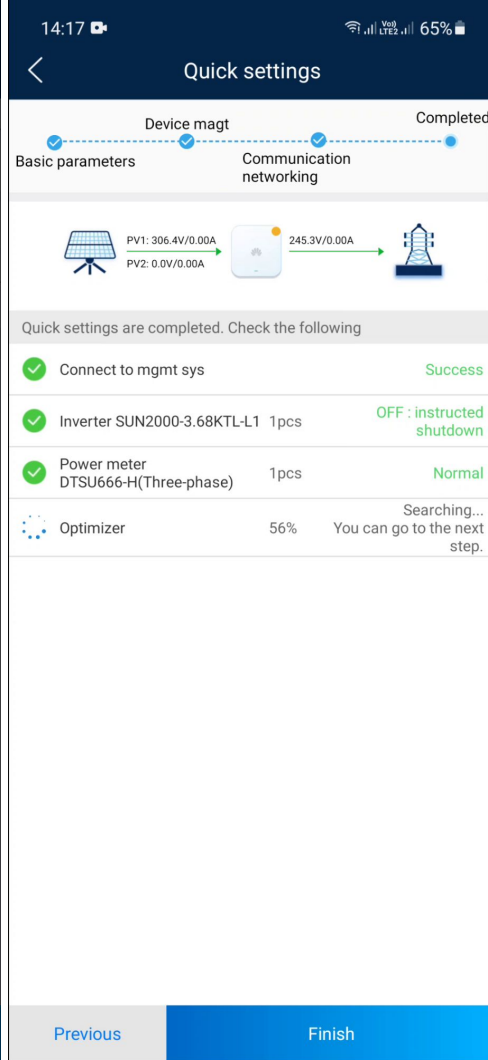 14:17
Vo)) LTE2 65%
Quick settings
Device magt
Completed
Basic parameters
Communication
networking
PV1: 306.4V/0.00A
PV2: 0.0V/0.00A
245.3V/0.00A
Quick settings are completed. Check the following
Connect to mgmt sys
Success
Inverter SUN2000-3.68KTL-L1 1pcs
OFF : instructed
shutdown
Power meter
DTSU666-H(Three-phase)
1pcs
Normal
Optimizer
56%
Searching...
You can go to the next
step.
Previous
Finish